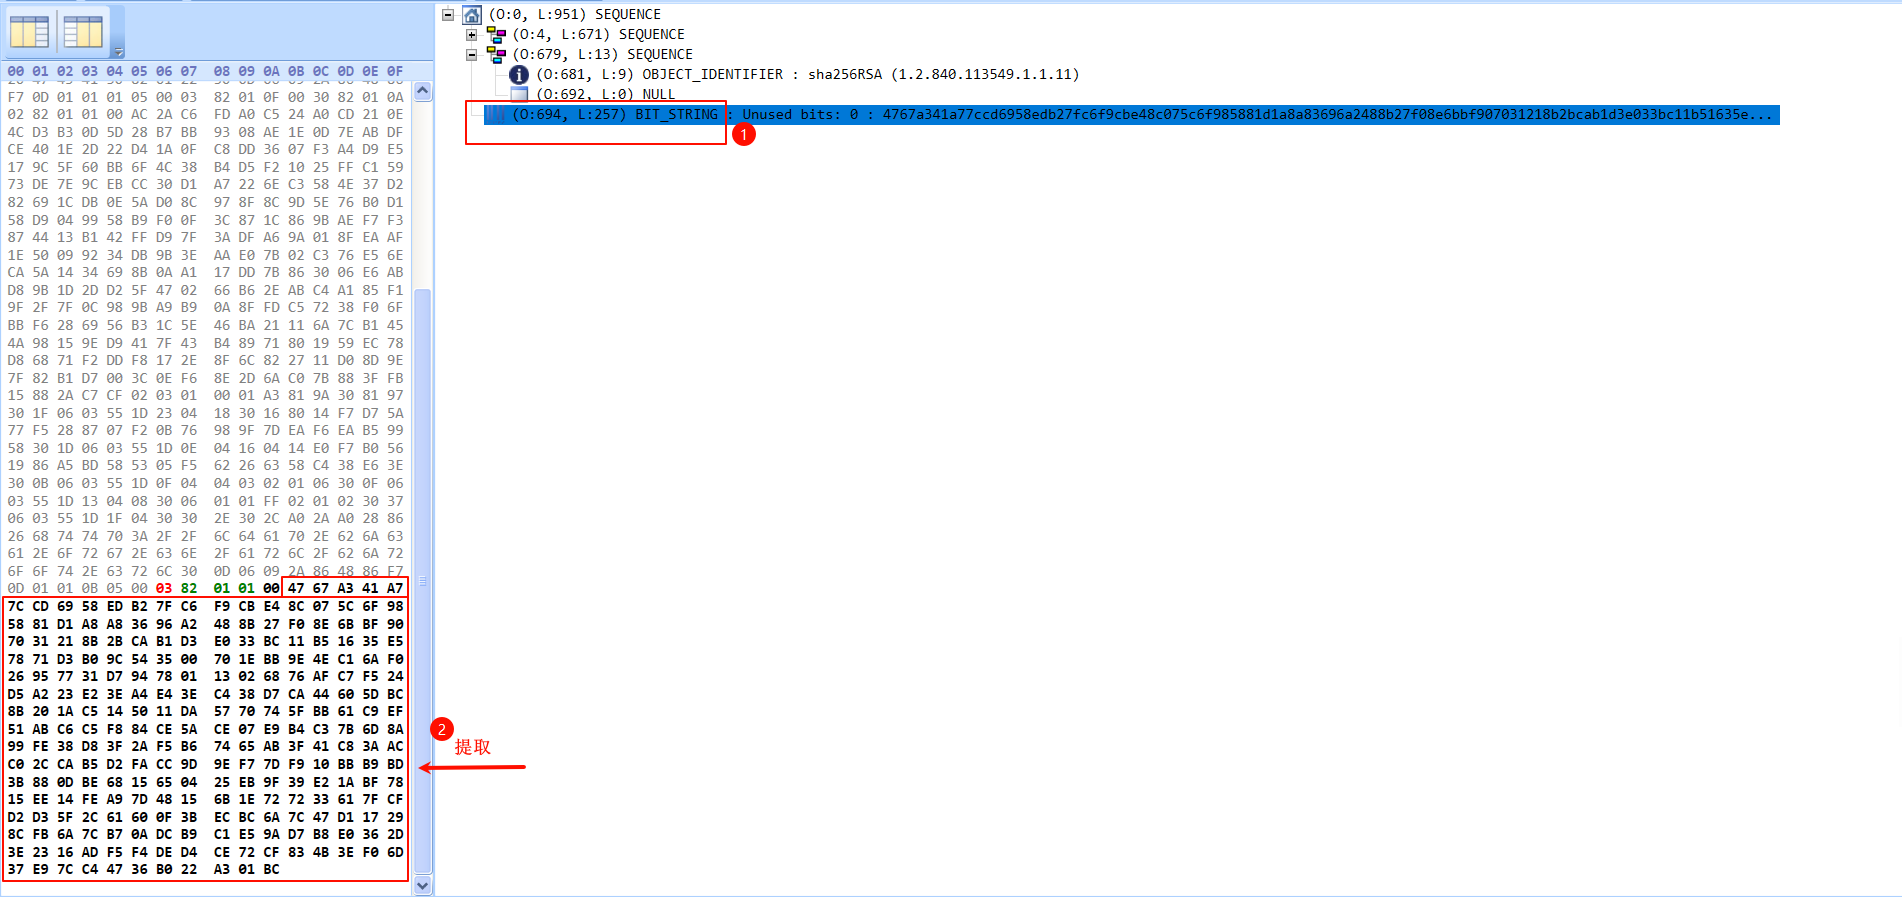 00 01 02 03 04 05 06 07 08 09 0A 0B 0C 0D 0E 0F
F7 0D 01 01 01 05 00 03 82 01 0F 00 30 82 01 0A
02 82 01 01 00 AC 2A C6 FD A0 C5 24 A0 CD 21 0E
4C D3 B3 0D 5D 28 B7 BB 93 08 AE 1E 0D 7E AB DF
CE 40 1E 2D 22 D4 1A 0F C8 DD 36 07 F3 A4 D9 E5
17 9C 5F 60 BB 6F 4C 38 B4 D5 F2 10 25 FF C1 59
73 DE 7E 9C EB CC 30 D1 A7 22 6E C3 58 4E 37 D2
82 69 1C DB 0E 5A D0 8C 97 8F 8C 9D 5E 76 B0 D1
58 D9 04 99 58 B9 F0 0F 3C 87 1C 86 9B AE F7 F3
87 44 13 B1 42 FF D9 7F 3A DF A6 9A 01 8F EA AF
1E 50 09 92 34 DB 9B 3E AA E0 7B 02 C3 76 E5 6E
CA 5A 14 34 69 8B 0A A1 17 DD 7B 86 30 06 E6 AB
D8 9B 1D 2D D2 5F 47 02 66 B6 2E AB C4 A1 85 F1
9F 2F 7F 0C 98 9B A9 B9 0A 8F FD C5 72 38 F0 6F
BB F6 28 69 56 B3 1C 5E 46 BA 21 11 6A 7C B1 45
4A 98 15 9E D9 41 7F 43 B4 89 71 80 19 59 EC 78
D8 68 71 F2 DD F8 17 2E 8F 6C 82 27 11 D0 8D 9E
7F 82 B1 D7 00 3C 0E F6 8E 2D 6A C0 7B 88 3F FB
15 88 2A C7 CF 02 03 01 00 01 A3 81 9A 30 81 97
30 1F 06 03 55 1D 23 04 18 30 16 80 14 F7 D7 5A
77 F5 28 87 07 F2 0B 76 98 9F 7D EA F6 EA B5 99
58 30 1D 06 03 55 1D 0E 04 16 04 14 E0 F7 B0 56
19 86 A5 BD 58 53 05 F5 62 26 63 58 C4 38 E6 3E
30 0B 06 03 55 1D 0F 04 04 03 02 01 06 30 0F 06
03 55 1D 13 04 08 30 06 01 01 FF 02 01 02 30 37
06 03 55 1D 1F 04 30 30 2E 30 2C A0 2A A0 28 86
26 68 74 74 70 3A 2F 2F 6C 64 61 70 2E 62 6A 63
61 2E 6F 72 67 2E 63 6E 2F 61 72 6C 2F 62 6A 72
6F 6F 74 2E 63 72 6C 30 0D 06 09 2A 86 48 86 F7
0D 01 01 0B 05 00 03 82 01 01 00 47 67 A3 41 A7
7C CD 69 58 ED B2 7F C6 F9 CB E4 8C 07 5C 6F 98
58 81 D1 A8 A8 36 96 A2 48 8B 27 F0 8E 6B BF 90
70 31 21 8B 2B CA B1 D3 E0 33 BC 11 B5 16 35 E5
78 71 D3 B0 9C 54 35 00 70 1E BB 9E 4E C1 6A F0
26 95 77 31 D7 94 78 01 13 02 68 76 AF C7 F5 24
D5 A2 23 E2 3E A4 E4 3E C4 38 D7 CA 44 60 5D BC
8B 20 1A C5 14 50 11 DA 57 70 74 5F BB 61 C9 EF
51 AB C6 C5 F8 84 CE 5A CE 07 E9 B4 C3 7B 6D 8A
99 FE 38 D8 3F 2A F5 B6 74 65 AB 3F 41 C8 3A AC
C0 2C CA B5 D2 FA CC 9D 9E F7 7D F9 10 BB B9 BD
3B 88 0D BE 68 15 65 04 25 EB 9F 39 E2 1A BF 78
15 EE 14 FE A9 7D 48 15 6B 1E 72 72 33 61 7F CF
D2 D3 5F 2C 61 60 0F 3B EC BC 6A 7C 47 D1 17 29
8C FB 6A 7C B7 0A DC B9 C1 E5 9A D7 B8 E0 36 2D
3E 23 16 AD F5 F4 DE D4 CE 72 CF 83 4B 3E F0 6D
37 E9 7C C4 47 36 B0 22 A3 01 BC
2
提取
(O:0, L:951) SEQUENCE
(O:4, L:671) SEQUENCE
(O:679, L:13) SEQUENCE
(O:681, L:9) OBJECT_IDENTIFIER : sha256RSA (1.2.840.113549.1.1.11)
(O:692, L:0) NULL
(O:694, L:257) BIT_STRING : Unused bits: 0 : 4767a341a77ccd6958edb27fc6f9cbe48c075c6f985881d1a8a83696a2488b27f08e6bbf907031218b2bcab1d3e033bc11b51635e...
1